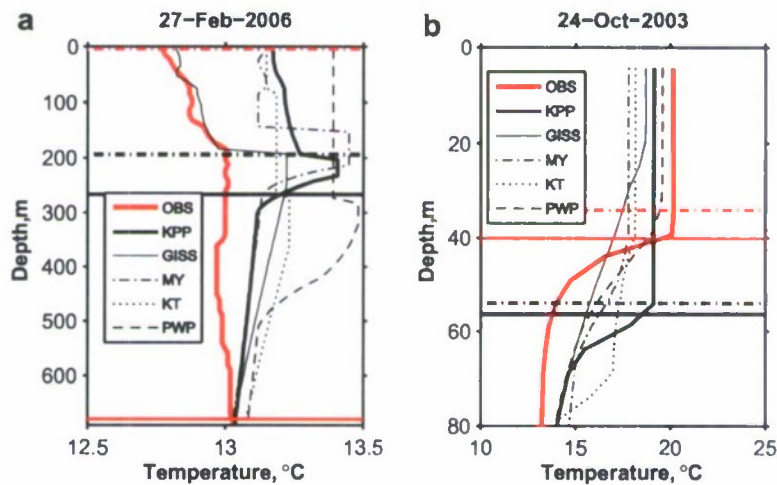 a
27-Feb-2006
0
100
200
300
400
500
600
Depth,m
OBS
KPP
GISS
MY
KT
PWP
12.5
13
13.5
Temperature, °C
b
24-Oct-2003
0
20
40
60
80
Depth,m
OBS
KPP
GISS
MY
KT
PWP
10
15
20
25
Temperature, °C